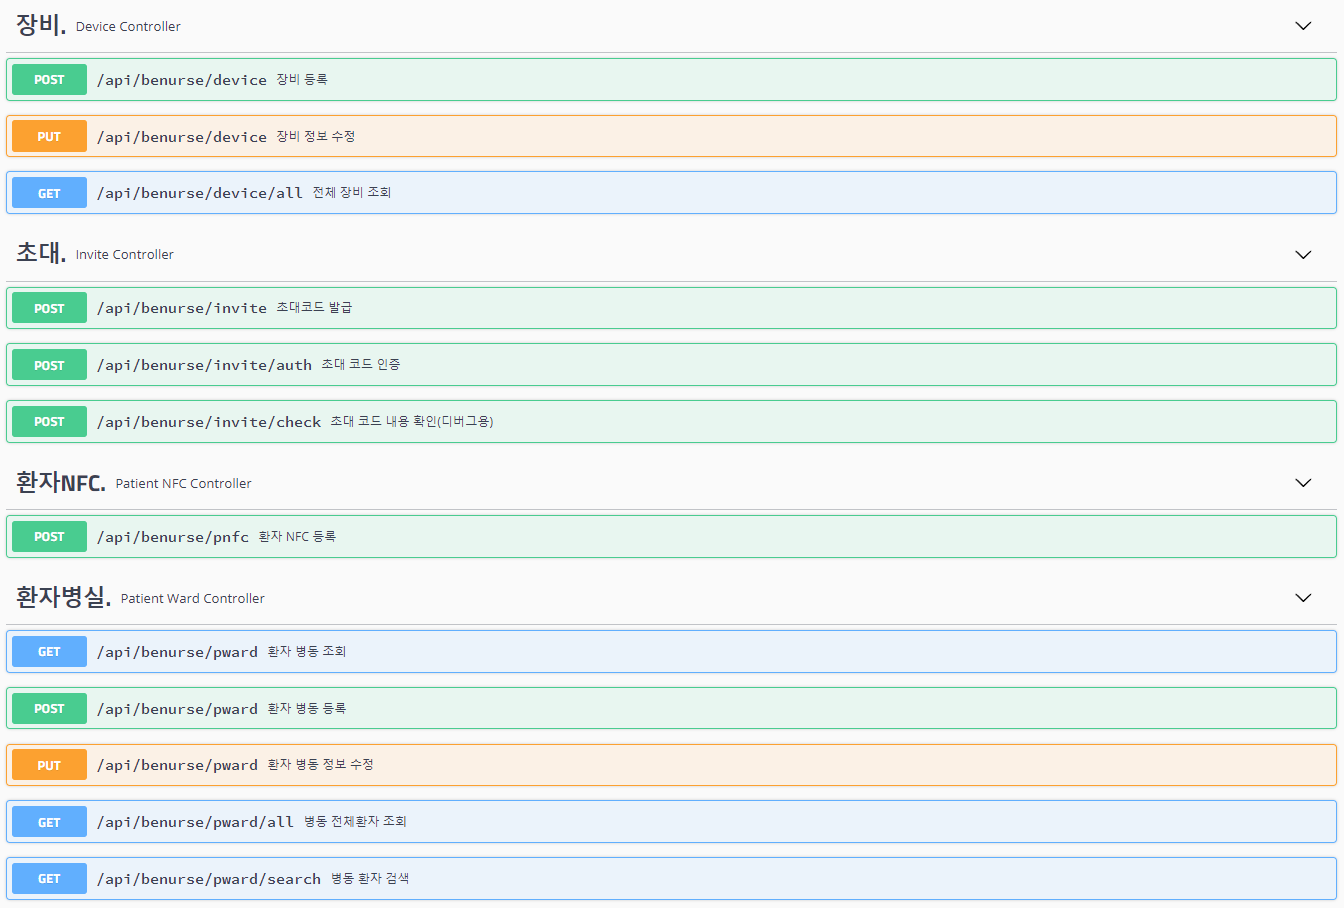 장비. Device Controller
POST /api/benurse/device 장비 등록
PUT /api/benurse/device 장비 정보 수정
GET /api/benurse/device/all 전체 장비 조회
초대. Invite Controller
POST /api/benurse/invite 초대코드 발급
POST /api/benurse/invite/auth 초대 코드 인증
POST /api/benurse/invite/check 초대 코드 내용 확인(디버그용)
환자NFC. Patient NFC Controller
POST /api/benurse/pnfc 환자 NFC 등록
환자병실. Patient Ward Controller
GET /api/benurse/pward 환자 병동 조회
POST /api/benurse/pward 환자 병동 등록
PUT /api/benurse/pward 환자 병동 정보 수정
GET /api/benurse/pward/all 병동 전체환자 조회
GET /api/benurse/pward/search 병동 환자 검색